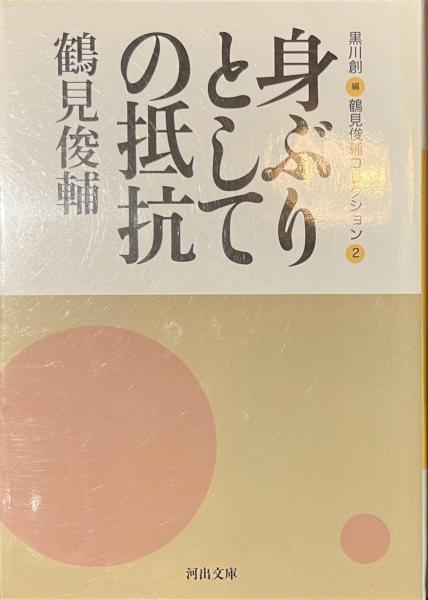 黒川創 編 鶴見俊輔コレクション 2
身ぶり
として
の抵抗
鶴見俊輔
河出文庫